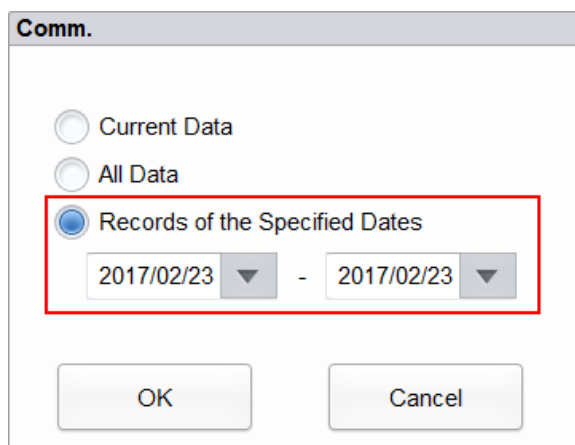 Comm.
Current Data
All Data
Records of the Specified Dates
2017/02/23 - 2017/02/23
OK Cancel